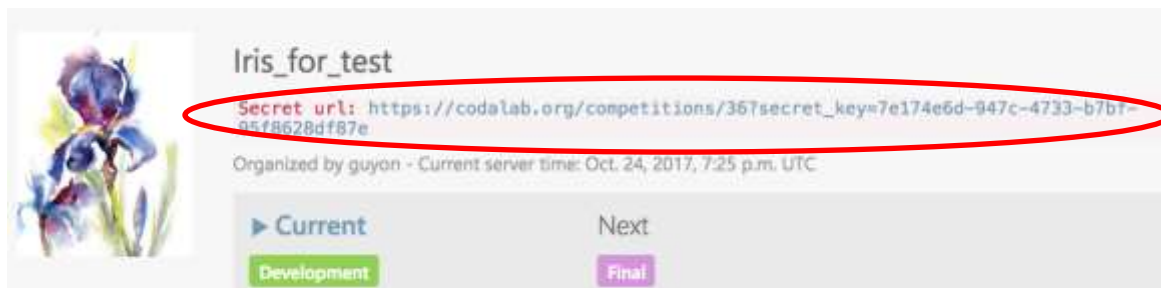 Iris_for_test
Secret url: https://codalab.org/competitions/36?secret_key=7e174e6d-947c-4733-b7bf-
95f8628df87e
Organized by guyon - Current server time: Oct. 24, 2017, 7:25 p.m. UTC
▶ Current Next
Development Final